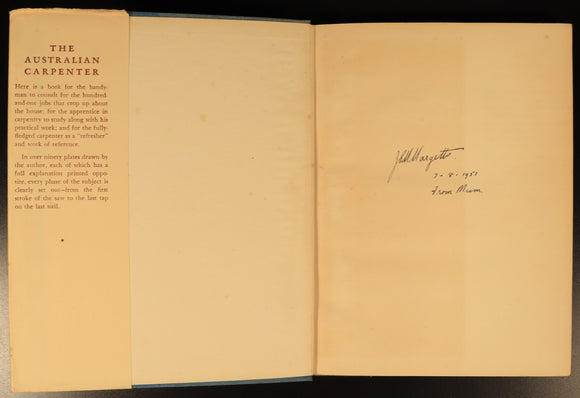 THE
AUSTRALIAN
CARPENTER
Here is a book for the handy-
man to consult for the hundred-
and-one jobs that crop up about
the house; for the apprentice in
carpentry to study along with his
practical work; and for the fully-
fledged carpenter as a "refresher"
and work of reference.
In over ninety plates drawn by
the author, each of which has a
full explanation printed oppo-
site, every phase of the subject is
clearly set out—from the first
stroke of the saw to the last tap
on the last nail.
Margetts
7-8-1951
From Mum